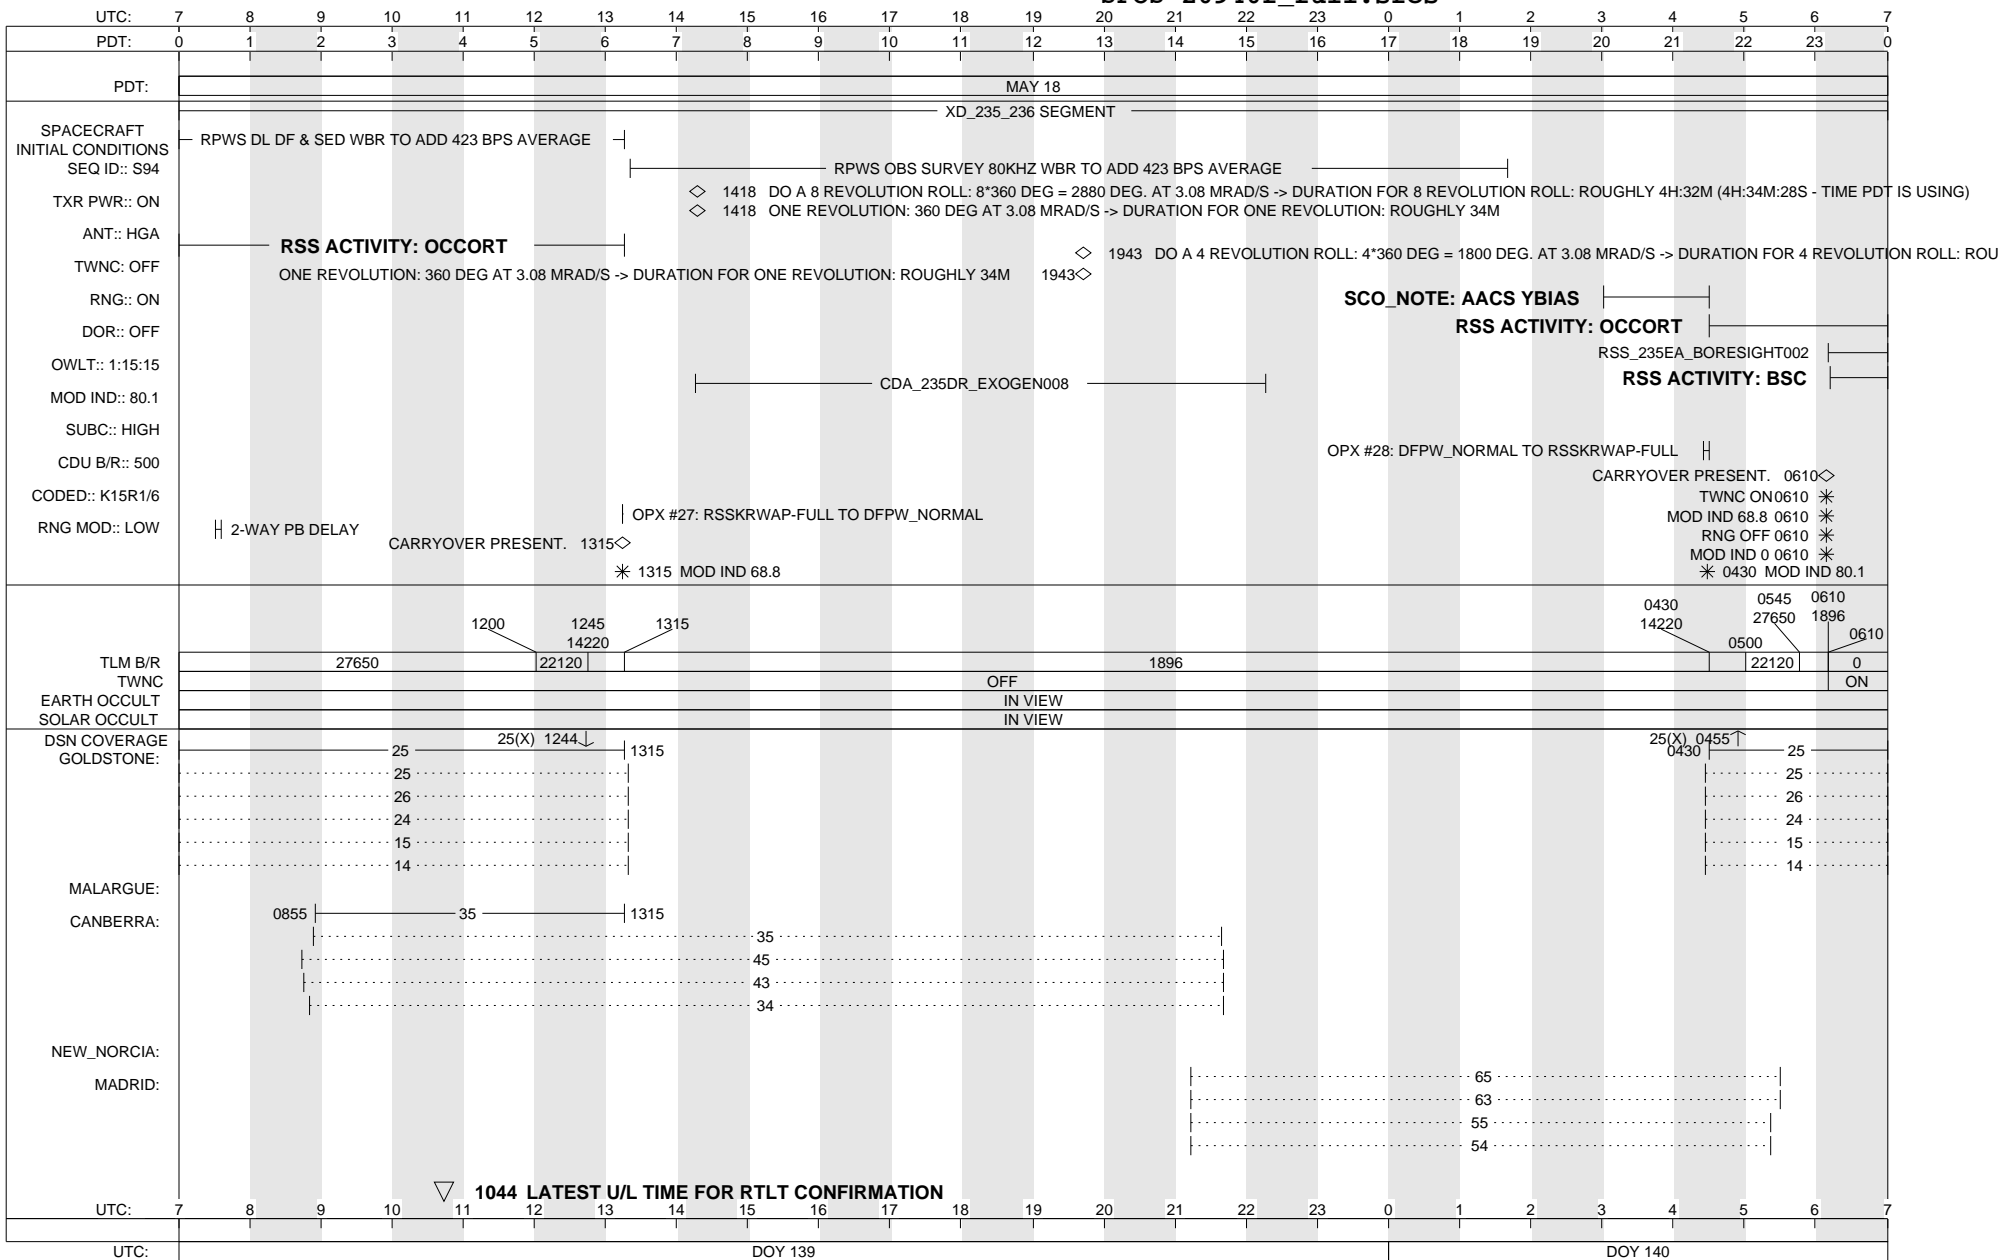 UTC: 7 8 9 10 11 12 13 14 15 16 17 18 19 20 21 22 23 0 1 2 3 4 5 6 7
PDT: 0 1 2 3 4 5 6 7 8 9 10 11 12 13 14 15 16 17 18 19 20 21 22 23 0
PDT: MAY 18
XD_235_236 SEGMENT
SPACECRAFT
INITIAL CONDITIONS
RPWS DL DF & SED WBR TO ADD 423 BPS AVERAGE
SEQ ID:: S94
RPWS OBS SURVEY 80KHZ WBR TO ADD 423 BPS AVERAGE
1418 DO A 8 REVOLUTION ROLL: 8*360 DEG = 2880 DEG. AT 3.08 MRAD/S -> DURATION FOR 8 REVOLUTION ROLL: ROUGHLY 4H:32M (4H:34M:28S - TIME PDT IS USING)
TXR PWR:: ON
1418 ONE REVOLUTION: 360 DEG AT 3.08 MRAD/S -> DURATION FOR ONE REVOLUTION: ROUGHLY 34M
ANT:: HGA
RSS ACTIVITY: OCCORT
1943 DO A 4 REVOLUTION ROLL: 4*360 DEG = 1800 DEG. AT 3.08 MRAD/S -> DURATION FOR 4 REVOLUTION ROLL: ROU
TWNC: OFF
ONE REVOLUTION: 360 DEG AT 3.08 MRAD/S -> DURATION FOR ONE REVOLUTION: ROUGHLY 34M 1943
RNG:: ON
SCO_NOTE: AACS YBIAS
DOR:: OFF
RSS ACTIVITY: OCCORT
RSS_235EA_BORESIGHT002
OWLT:: 1:15:15
RSS ACTIVITY: BSC
CDA_235DR_EXOGEN008
MOD IND:: 80.1
SUBC:: HIGH
OPX #28: DFPW_NORMAL TO RSSKRWAP-FULL
CDU B/R:: 500
CARRYOVER PRESENT. 0610
CODED:: K15R1/6
TWNC ON0610
OPX #27: RSSKRWAP-FULL TO DFPW_NORMAL
MOD IND 68.8 0610
RNG MOD:: LOW
2-WAY PB DELAY
RNG OFF 0610
CARRYOVER PRESENT. 1315
MOD IND 0 0610
1315 MOD IND 68.8
0430 MOD IND 80.1
1200 1245 1315 0430 0545 0610
14220 14220 27650 1896
0500 0610
TLM B/R 27650 22120 1896 22120 0
TWNC OFF ON
EARTH OCCULT IN VIEW
SOLAR OCCULT IN VIEW
DSN COVERAGE
25(X) 1244 25(X) 0455
GOLDSTONE: 25 1315 0430 25
25 25
26 26
24 24
15 15
14 14
MALARGUE:
CANBERRA: 0855 35 1315
35
45
43
34
NEW_NORCIA:
MADRID:
65
63
55
54
1044 LATEST U/L TIME FOR RTLT CONFIRMATION
UTC: 7 8 9 10 11 12 13 14 15 16 17 18 19 20 21 22 23 0 1 2 3 4 5 6 7
UTC: DOY 139 DOY 140